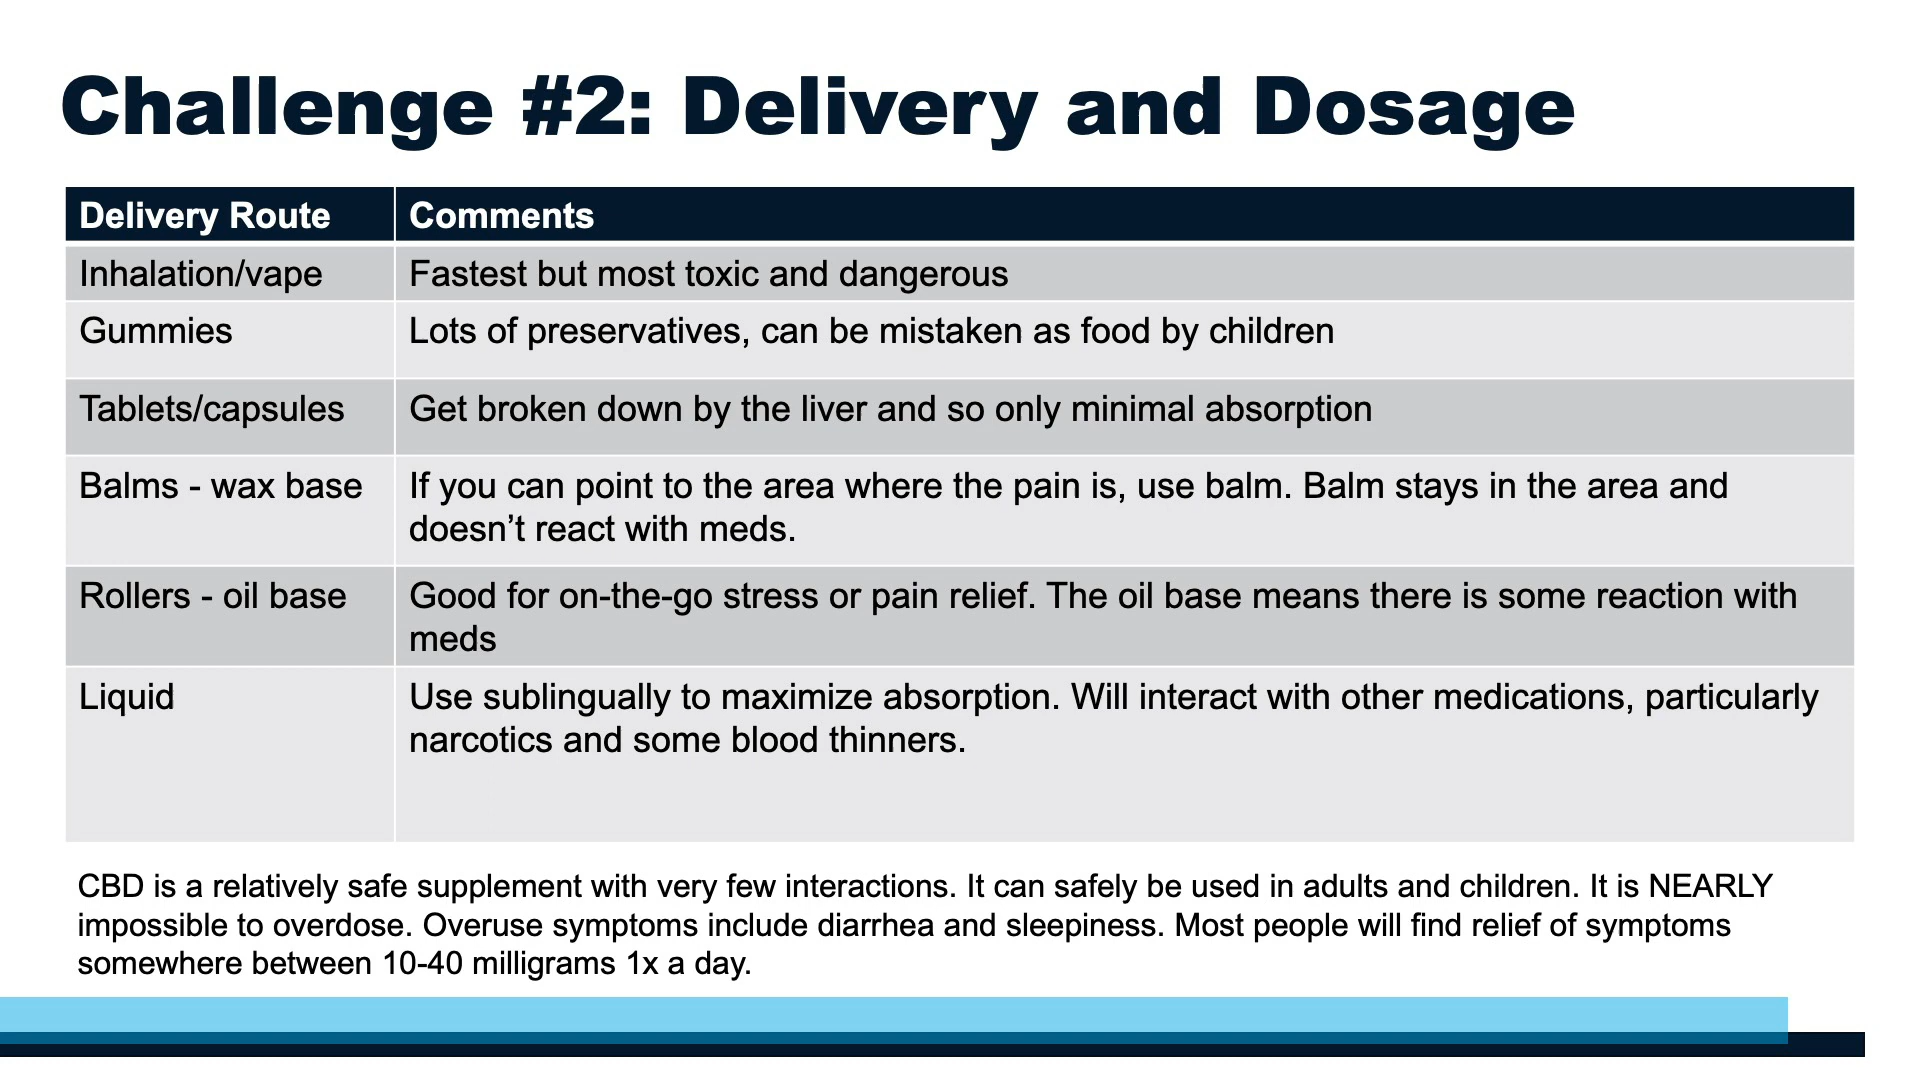 Challenge #2: Delivery and Dosage
Delivery Route Comments
Inhalation/vape Fastest but most toxic and dangerous
Gummies Lots of preservatives, can be mistaken as food by children
Tablets/capsules Get broken down by the liver and so only minimal absorption
Balms - wax base If you can point to the area where the pain is, use balm. Balm stays in the area and
doesn’t react with meds.
Rollers - oil base Good for on-the-go stress or pain relief. The oil base means there is some reaction with
meds
Liquid Use sublingually to maximize absorption. Will interact with other medications, particularly
narcotics and some blood thinners.
CBD is a relatively safe supplement with very few interactions. It can safely be used in adults and children. It is NEARLY
impossible to overdose. Overuse symptoms include diarrhea and sleepiness. Most people will find relief of symptoms
somewhere between 10-40 milligrams 1x a day.